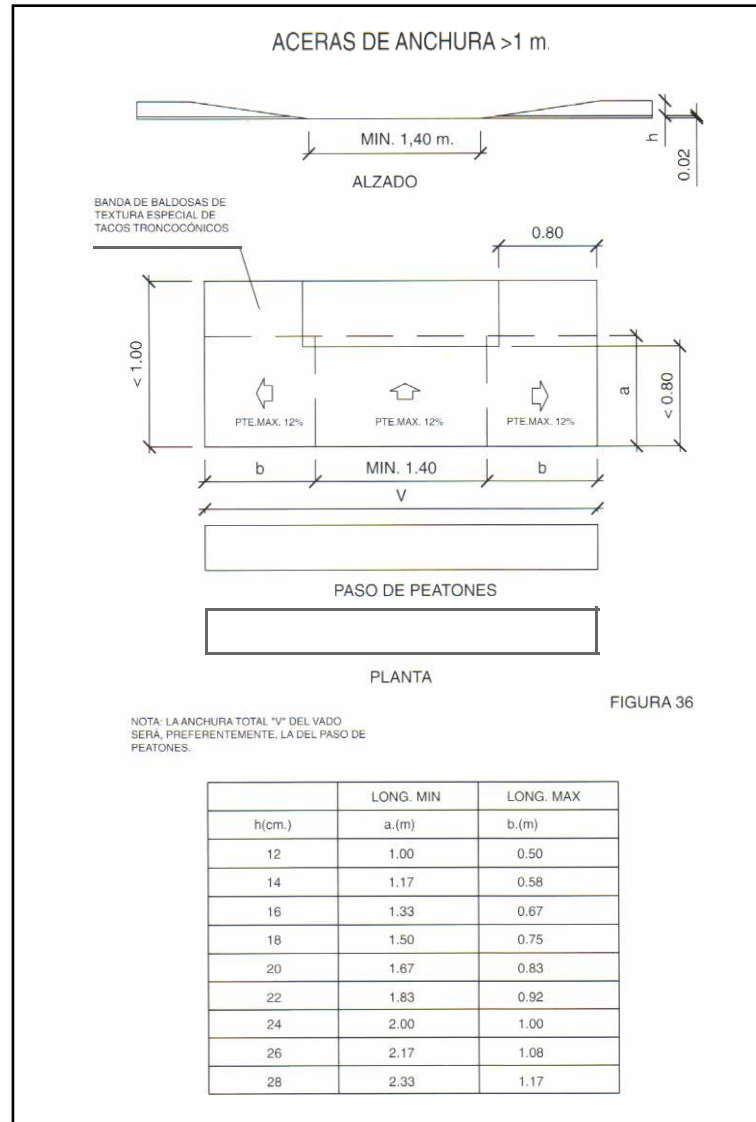 ACERAS DE ANCHURA >1 m.
MIN. 1,40 m.
h
0.02
ALZADO
BANDA DE BALDOSAS DE
TEXTURA ESPECIAL DE
TACOS TRONCOCÓNICOS
0.80
< 1.00
a
< 0.80
PTE.MAX. 12% PTE.MAX. 12% PTE.MAX. 12%
b MIN. 1.40 b
V
PASO DE PEATONES
PLANTA
FIGURA 36
NOTA: LA ANCHURA TOTAL "V" DEL VADO
SERÁ, PREFERENTEMENTE, LA DEL PASO DE
PEATONES.
LONG. MIN LONG. MAX
h(cm.) a.(m) b.(m)
12 1.00 0.50
14 1.17 0.58
16 1.33 0.67
18 1.50 0.75
20 1.67 0.83
22 1.83 0.92
24 2.00 1.00
26 2.17 1.08
28 2.33 1.17